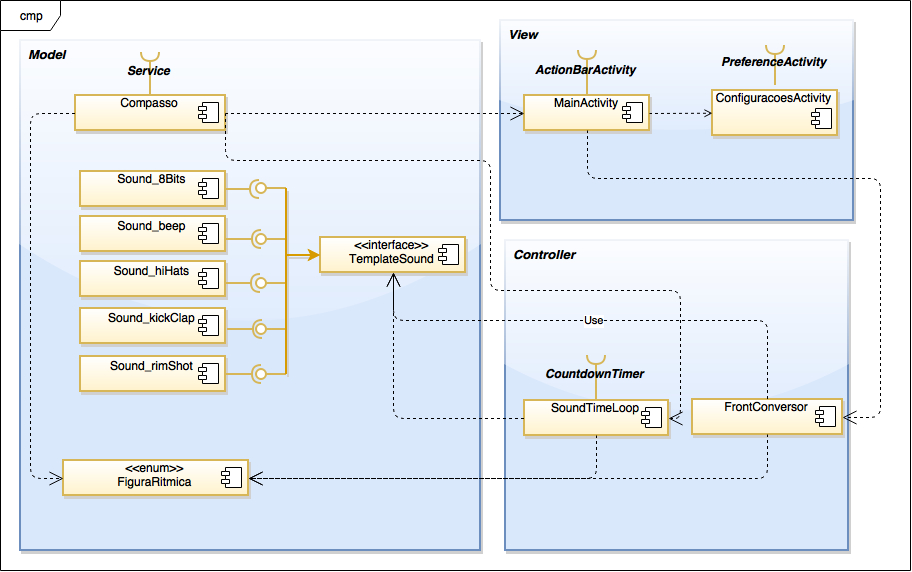 cmp
Model
Service
Compasso
Sound_8Bits
Sound_beep
Sound_hiHats
Sound_kickClap
Sound_rimShot
<<interface>>
TemplateSound
<<enum>>
FiguraRitmica
View
ActionBarActivity
MainActivity
PreferenceActivity
ConfiguracoesActivity
Controller
Use
CountdownTimer
SoundTimeLoop
FrontConversor